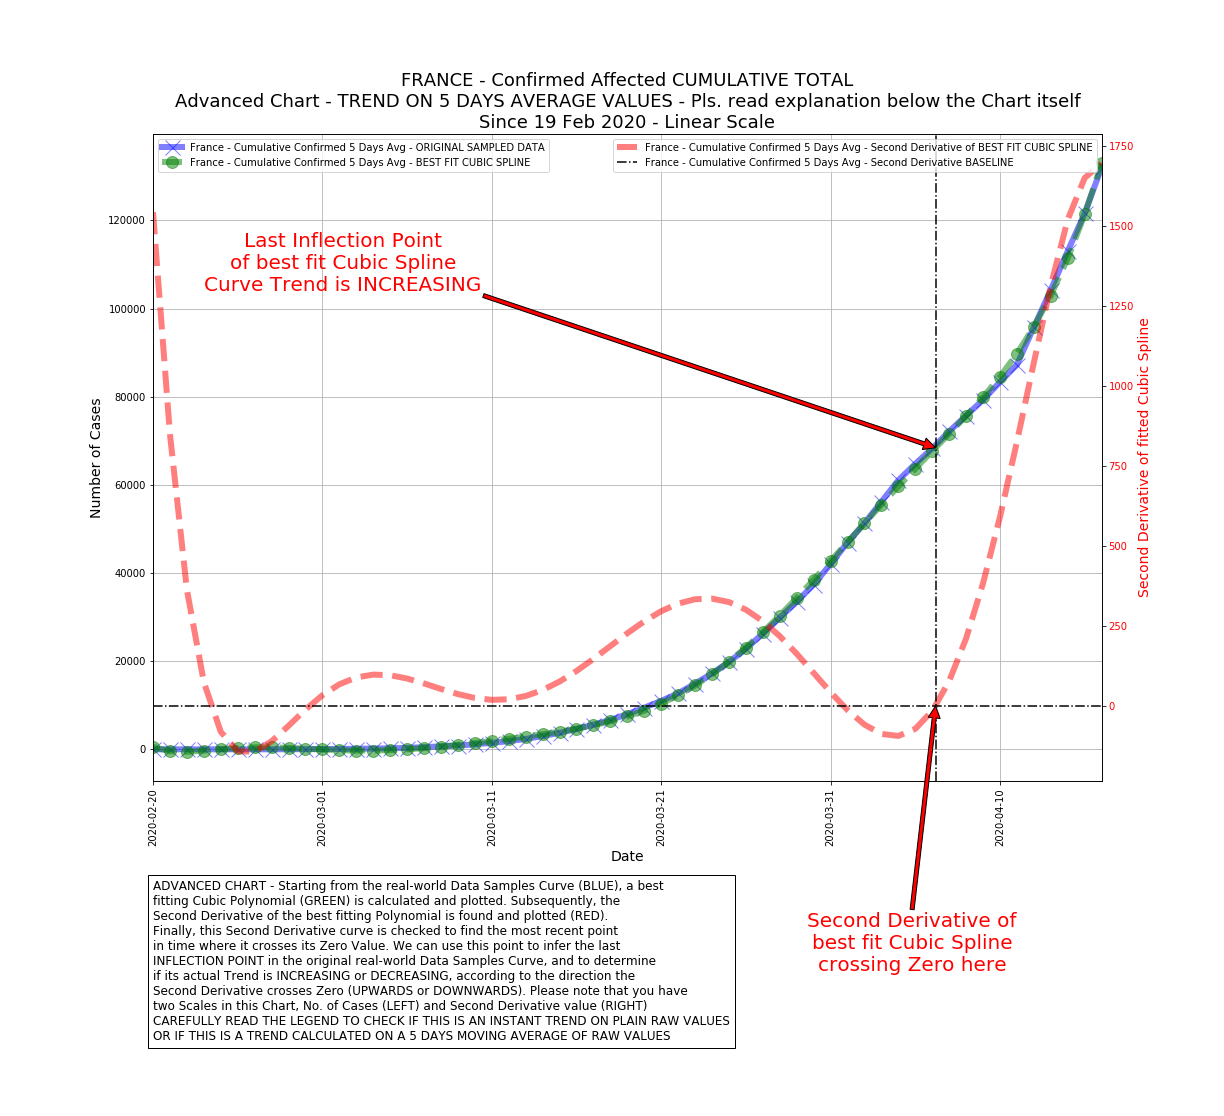 FRANCE - Confirmed Affected CUMULATIVE TOTAL
Advanced Chart - TREND ON 5 DAYS AVERAGE VALUES - Pls. read explanation below the Chart itself
Since 19 Feb 2020 - Linear Scale
France - Cumulative Confirmed 5 Days Avg - ORIGINAL SAMPLED DATA
France - Cumulative Confirmed 5 Days Avg - BEST FIT CUBIC SPLINE
France - Cumulative Confirmed 5 Days Avg - Second Derivative of BEST FIT CUBIC SPLINE
France - Cumulative Confirmed 5 Days Avg - Second Derivative BASELINE
Last Inflection Point
of best fit Cubic Spline
Curve Trend is INCREASING
Number of Cases
120000
100000
80000
60000
40000
20000
0
1750
1500
1250
1000
750
500
250
0
Second Derivative of fitted Cubic Spline
2020-02-20
2020-03-01
2020-03-11
2020-03-21
2020-03-31
2020-04-10
Date
Second Derivative of
best fit Cubic Spline
crossing Zero here
ADVANCED CHART - Starting from the real-world Data Samples Curve (BLUE), a best
fitting Cubic Polynomial (GREEN) is calculated and plotted. Subsequently, the
Second Derivative of the best fitting Polynomial is found and plotted (RED).
Finally, this Second Derivative curve is checked to find the most recent point
in time where it crosses its Zero Value. We can use this point to infer the last
INFLECTION POINT in the original real-world Data Samples Curve, and to determine
if its actual Trend is INCREASING or DECREASING, according to the direction the
Second Derivative crosses Zero (UPWARDS or DOWNWARDS). Please note that you have
two Scales in this Chart, No. of Cases (LEFT) and Second Derivative value (RIGHT)
CAREFULLY READ THE LEGEND TO CHECK IF THIS IS AN INSTANT TREND ON PLAIN RAW VALUES
OR IF THIS IS A TREND CALCULATED ON A 5 DAYS MOVING AVERAGE OF RAW VALUES